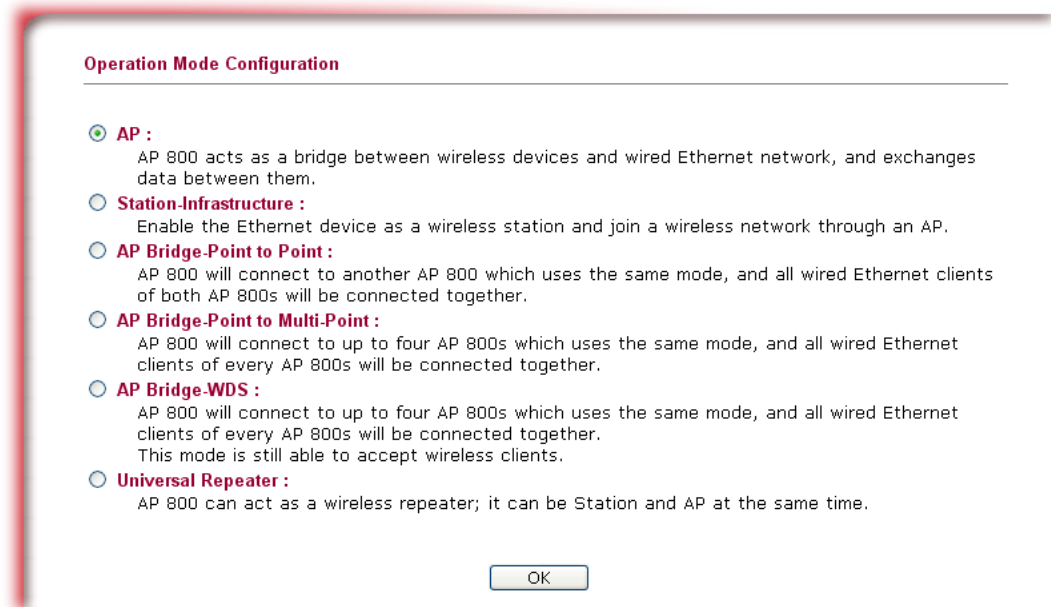 Operation Mode Configuration
AP :
AP 800 acts as a bridge between wireless devices and wired Ethernet network, and exchanges
data between them.
Station-Infrastructure :
Enable the Ethernet device as a wireless station and join a wireless network through an AP.
AP Bridge-Point to Point :
AP 800 will connect to another AP 800 which uses the same mode, and all wired Ethernet clients
of both AP 800s will be connected together.
AP Bridge-Point to Multi-Point :
AP 800 will connect to up to four AP 800s which uses the same mode, and all wired Ethernet
clients of every AP 800s will be connected together.
AP Bridge-WDS :
AP 800 will connect to up to four AP 800s which uses the same mode, and all wired Ethernet
clients of every AP 800s will be connected together.
This mode is still able to accept wireless clients.
Universal Repeater :
AP 800 can act as a wireless repeater; it can be Station and AP at the same time.
OK